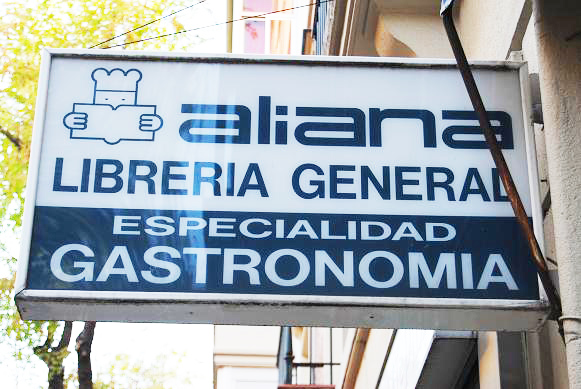 aliana
LIBRERIA GENERAL
ESPECIALIDAD
GASTRONOMIA